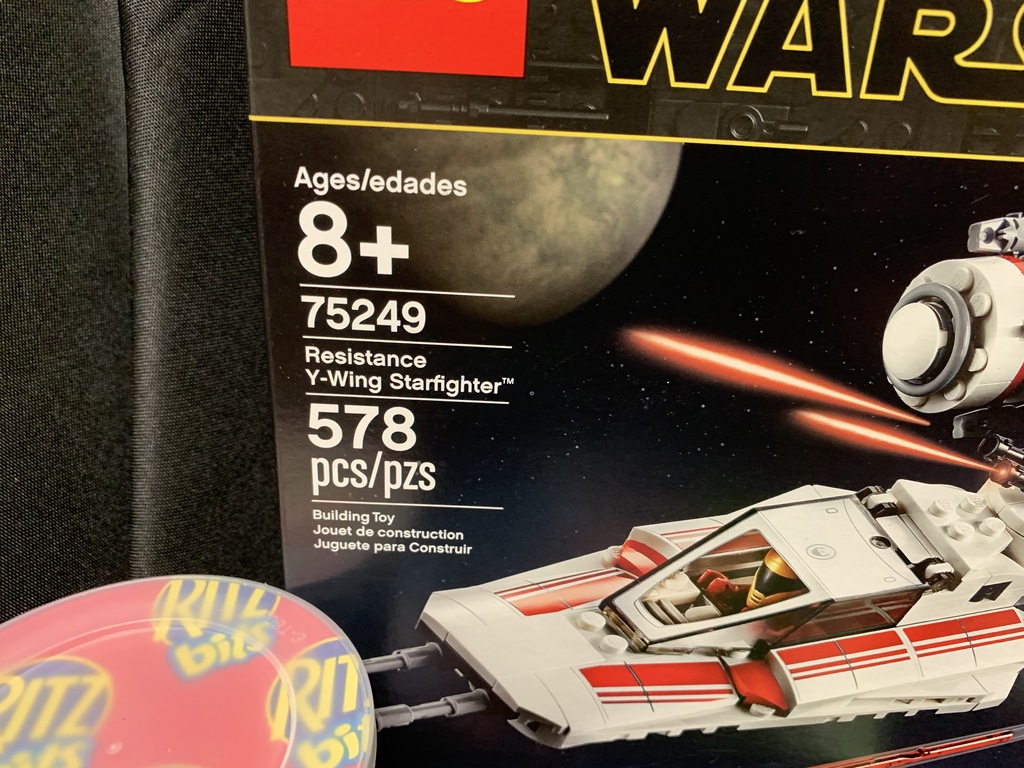 WARS
Ages/edades
8+
75249
Resistance
Y-Wing Starfighter™
578
pcs/pzs
Building Toy
Jouet de construction
Juguete para Construir
RITZ
bits
RITZ
bits
RITZ
bits